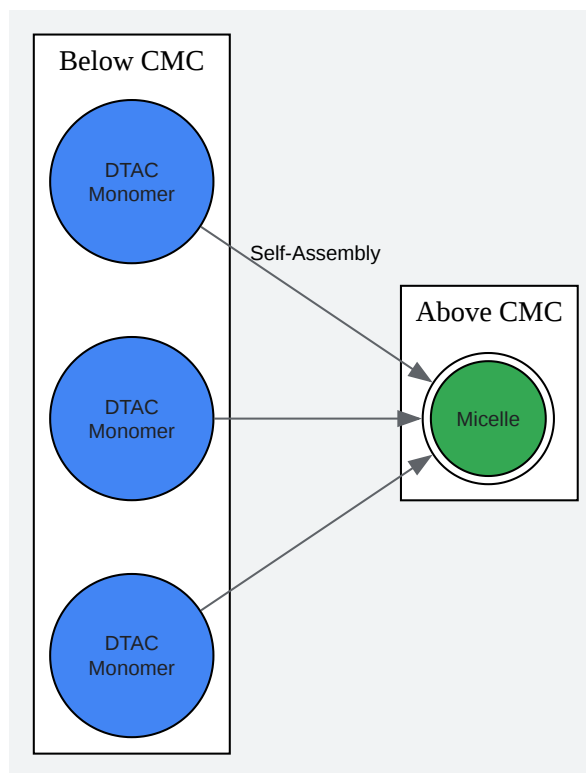 Below CMC
DTAC
Monomer
Self-Assembly
Above CMC
DTAC
Monomer
Micelle
DTAC
Monomer